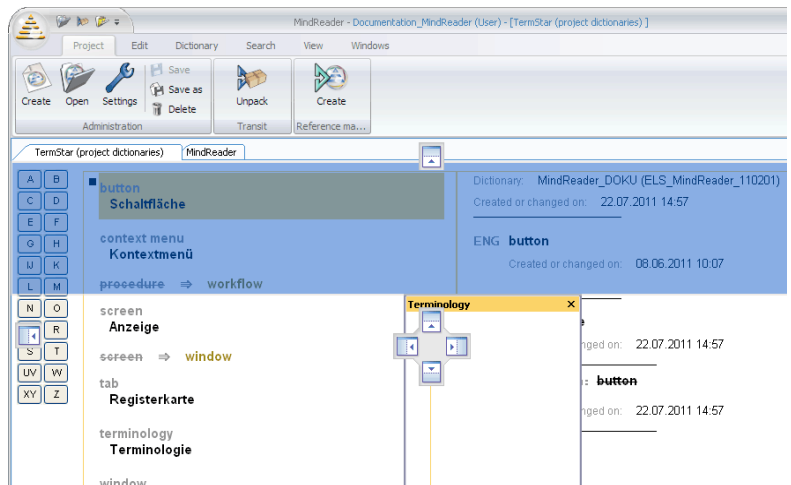 MindReader - Documentation_MindReader (User) - [TermStar (project dictionaries) ]
Project Edit Dictionary Search View Windows
Create Open Settings Save Save as Delete Unpack Create
Administration Transit Reference ma...
TermStar (project dictionaries) MindReader
A B
C D
E F
G H
IJ K
L M
N O
R
S T
UV W
XY Z
button
Schaltfläche
context menu
Kontextmenü
procedure ⇒ workflow
screen
Anzeige
screen ⇒ window
tab
Registerkarte
terminology
Terminologie
window
Dictionary: MindReader_DOKU (ELS_MindReader_110201)
Created or changed on: 22.07.2011 14:57
ENG button
Created or changed on: 08.06.2011 10:07
Terminology X
nged on: 22.07.2011 14:57
: button
changed on: 22.07.2011 14:57